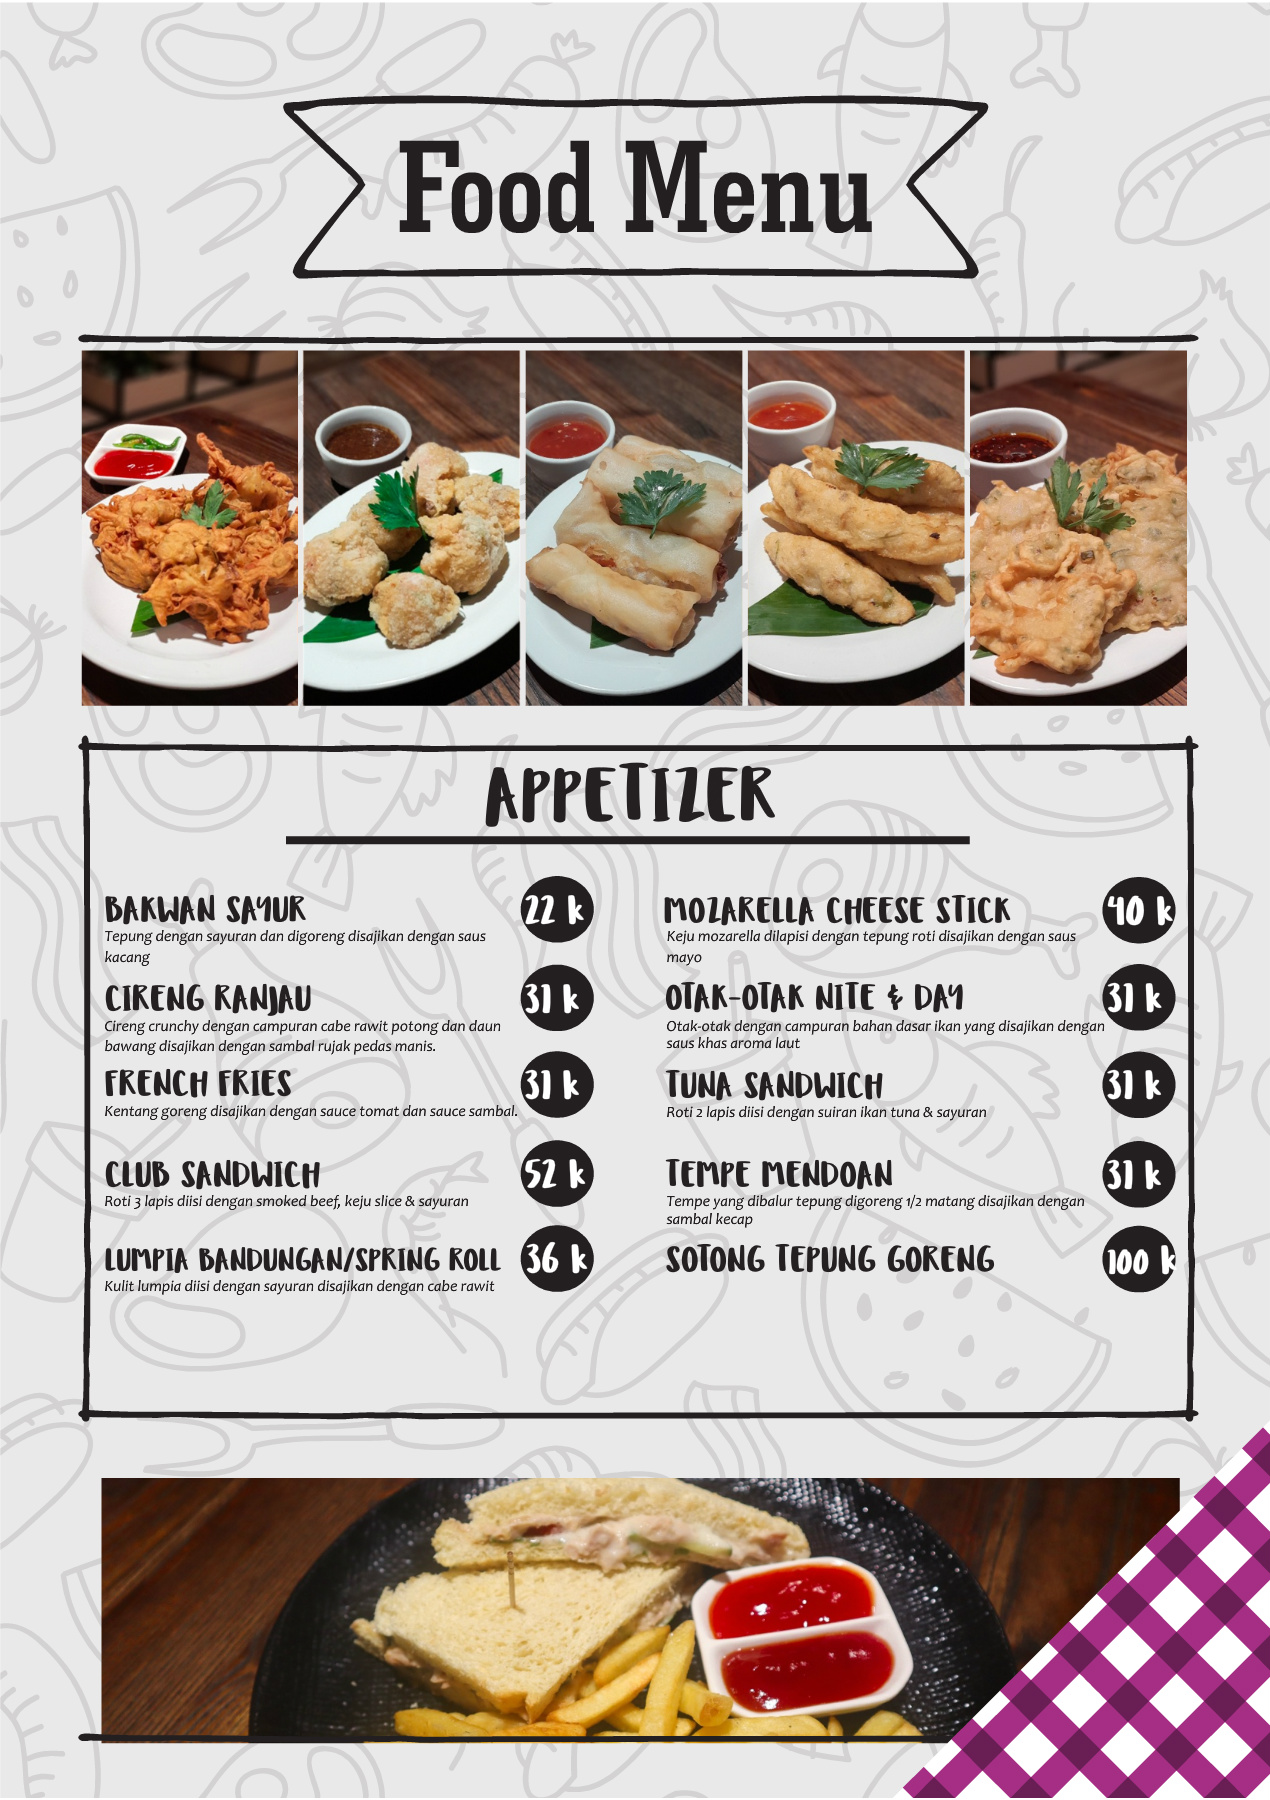 Food Menu
APPETIZER
BAKWAN SAYUR 22 k
Tepung dengan sayuran dan digoreng disajikan dengan saus
kacang
CIRENG RANJAU 31 k
Cireng crunchy dengan campuran cabe rawit potong dan daun
bawang disajikan dengan sambal rujak pedas manis.
FRENCH FRIES 31 k
Kentang goreng disajikan dengan sauce tomat dan sauce sambal.
CLUB SANDWICH 52 k
Roti 3 lapis diisi dengan smoked beef, keju slice & sayuran
LUMPIA BANDUNGAN/SPRING ROLL 36 k
Kulit lumpia diisi dengan sayuran disajikan dengan cabe rawit
MOZARELLA CHEESE STICK 40 k
Keju mozarella dilapisi dengan tepung roti disajikan dengan saus
mayo
OTAK-OTAK NITE & DAY 31 k
Otak-otak dengan campuran bahan dasar ikan yang disajikan dengan
saus khas aroma laut
TUNA SANDWICH 31 k
Roti 2 lapis diisi dengan suiran ikan tuna & sayuran
TEMPE MENDOAN 31 k
Tempe yang dibalur tepung digoreng 1/2 matang disajikan dengan
sambal kecap
SOTONG TEPUNG GORENG 100 k